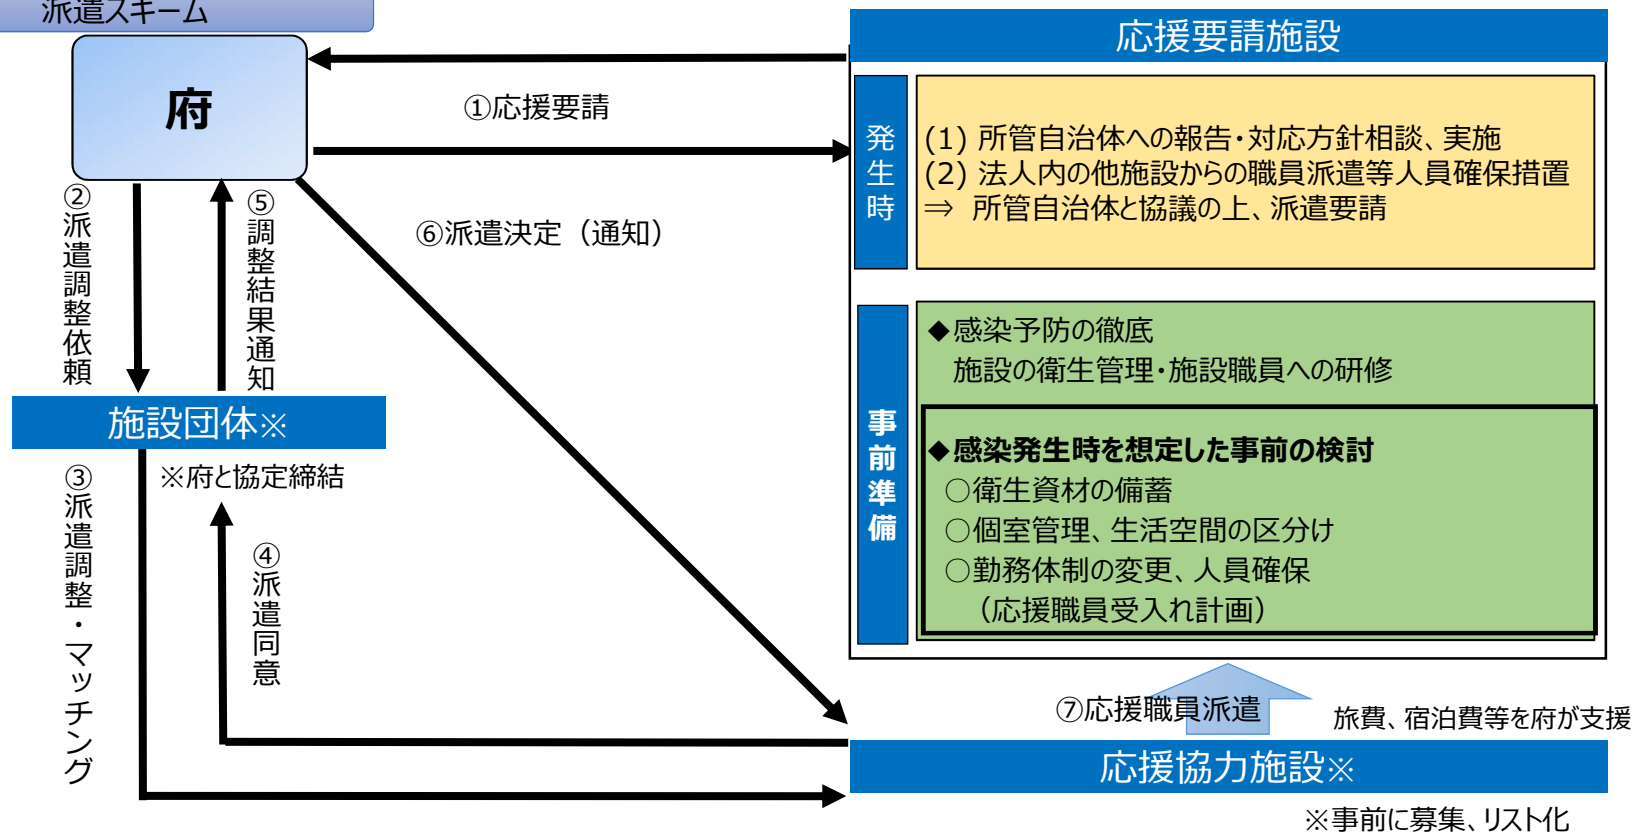 派遣スキーム
府
応援要請施設
①応援要請
発生時
(1) 所管自治体への報告・対応方針相談、実施
(2) 法人内の他施設からの職員派遣等人員確保措置
⇒ 所管自治体と協議の上、派遣要請
②派遣調整依頼
⑤調整結果通知
⑥派遣決定（通知）
事前準備
◆感染予防の徹底
施設の衛生管理・施設職員への研修
◆感染発生時を想定した事前の検討
○衛生資材の備蓄
○個室管理、生活空間の区分け
○勤務体制の変更、人員確保
（応援職員受入れ計画）
施設団体※
※府と協定締結
③派遣調整・マッチング
④派遣同意
⑦応援職員派遣
旅費、宿泊費等を府が支援
応援協力施設※
※事前に募集、リスト化